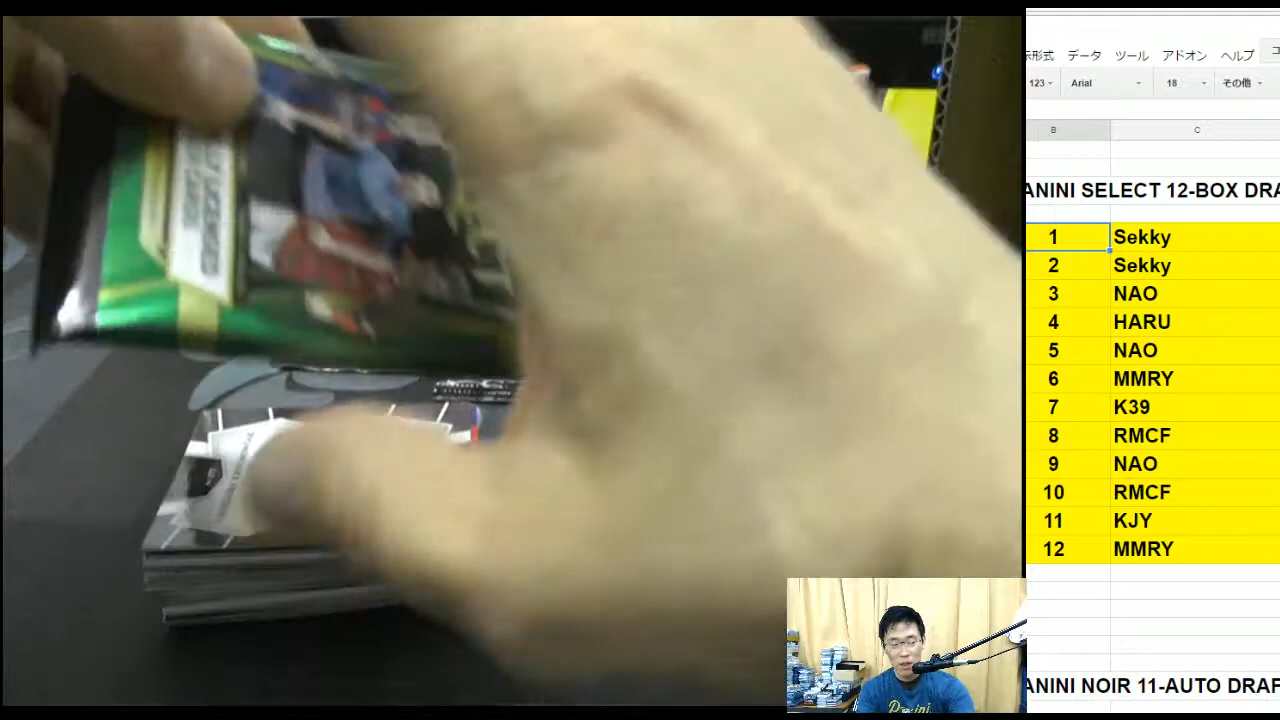 示形式 データ ツール アドオン ヘルプ
123 Arial 18 その他
B C
ANINI SELECT 12-BOX DRA
1 Sekky
2 Sekky
3 NAO
4 HARU
5 NAO
6 MMRY
7 K39
8 RMCF
9 NAO
10 RMCF
11 KJY
12 MMRY
Panini
ANINI NOIR 11-AUTO DRAF